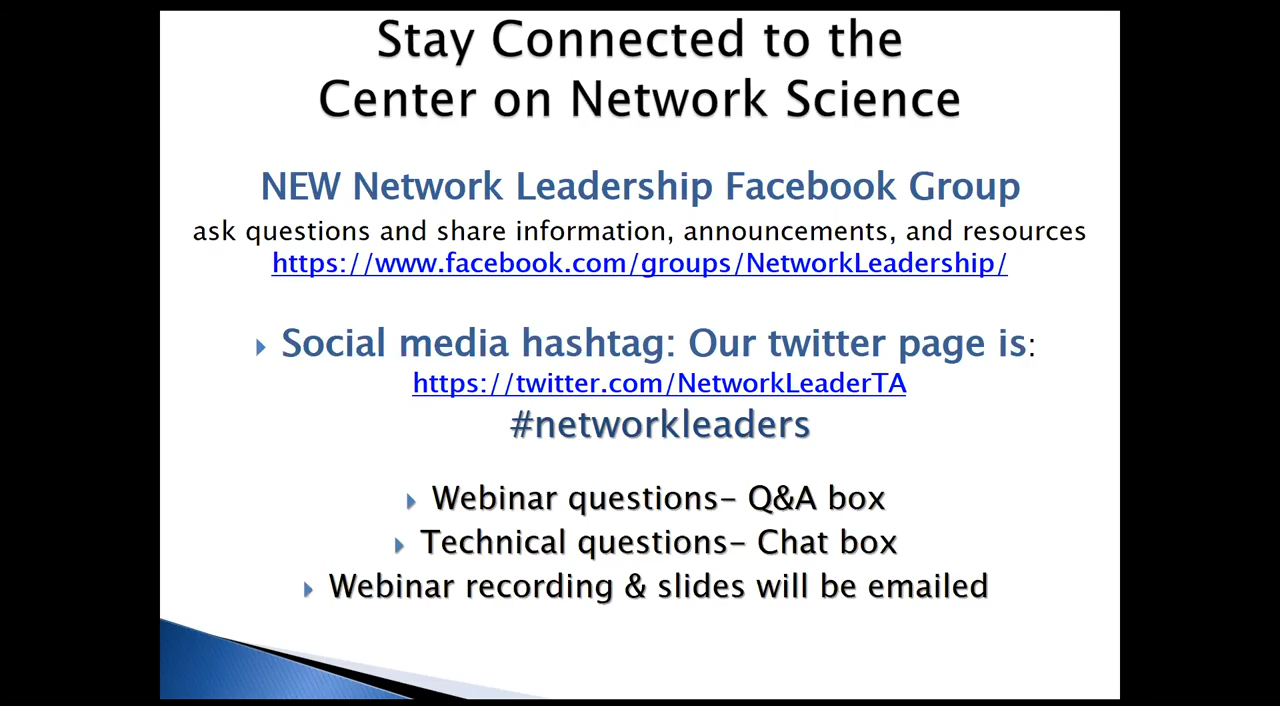 Stay Connected to the
Center on Network Science
NEW Network Leadership Facebook Group
ask questions and share information, announcements, and resources
https://www.facebook.com/groups/NetworkLeadership/
Social media hashtag: Our twitter page is:
https://twitter.com/NetworkLeaderTA
#networkleaders
Webinar questions– Q&A box
Technical questions– Chat box
Webinar recording & slides will be emailed